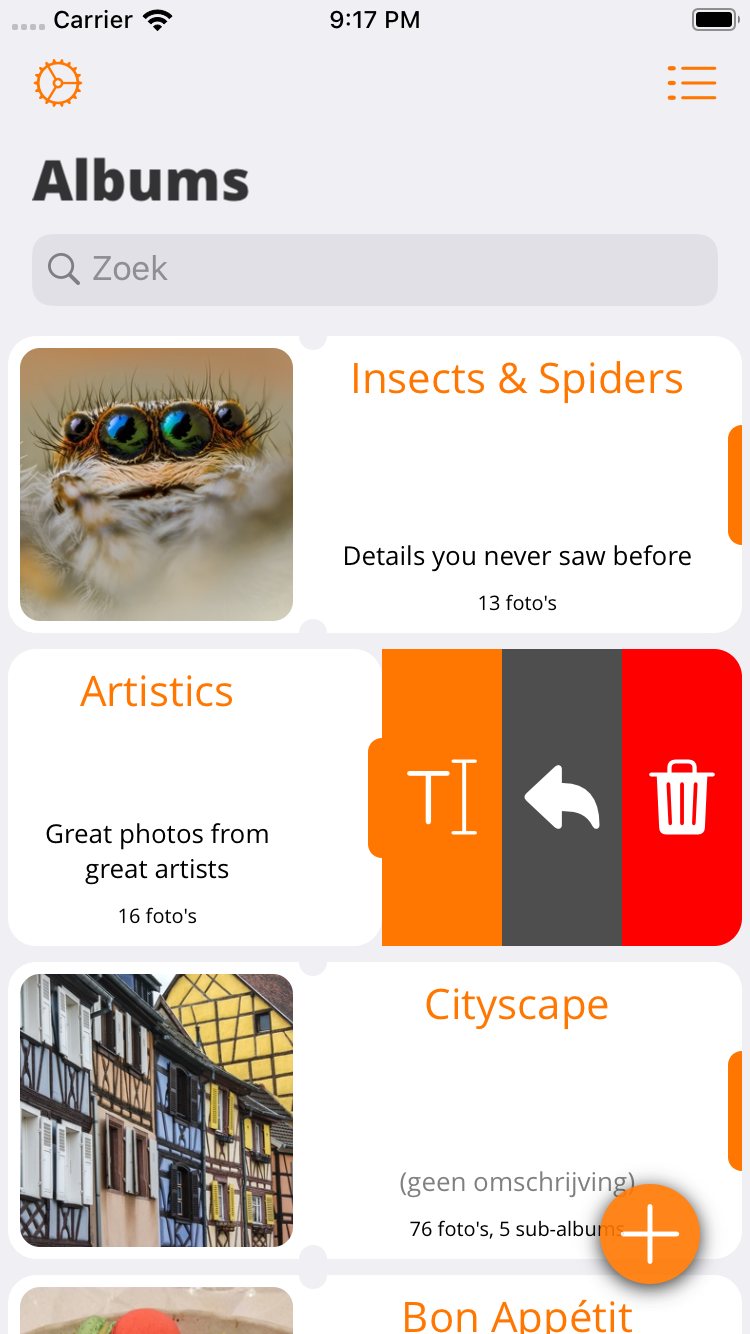 Carrier 9:17 PM
Albums
Zoek
Insects & Spiders
Details you never saw before
13 foto's
Artistics
Great photos from
great artists
16 foto's
Cityscape
(geen omschrijving)
76 foto's, 5 sub-albums
Bon Appétit